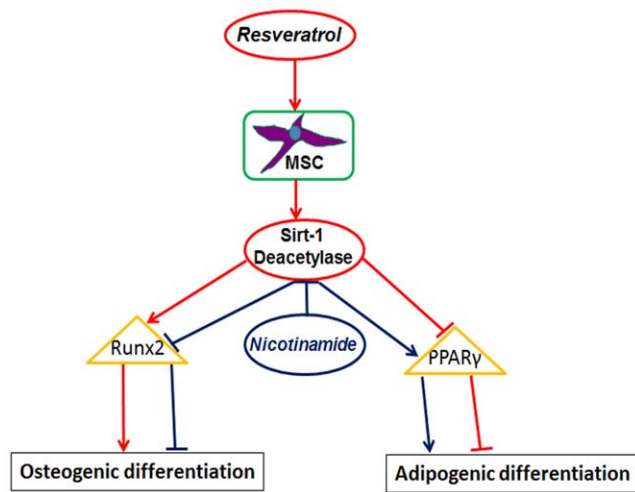 Resveratrol
MSC
Sirt-1
Deacetylase
Runx2
Nicotinamide
PPARγ
Osteogenic differentiation
Adipogenic differentiation